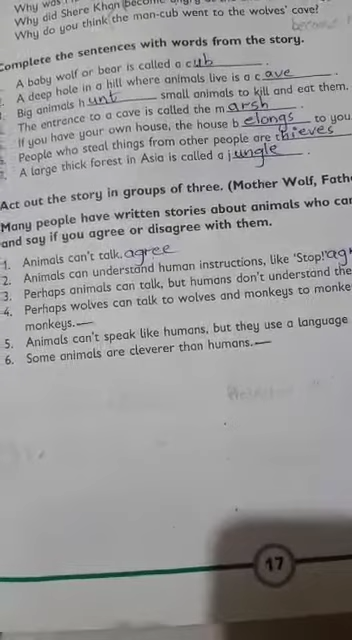 Why was
Why did Shere Khan become angry
Why do you think the man-cub went to the wolves' cave?
Complete the sentences with words from the story.
A baby wolf or bear is called a cub.
2. A deep hole in a hill where animals live is a cave.
3. Big animals hunt small animals to kill and eat them.
The entrence to a cave is called the marsh.
If you have your own house, the house belongs to you.
People who steal things from other people are thieves
7. A large thick forest in Asia is called a jungle.
Act out the story in groups of three. (Mother Wolf, Fath
Many people have written stories about animals who ca
and say if you agree or disagree with them.
1. Animals can't talk. agree
2. Animals can understand human instructions, like 'Stop!' ag
3. Perhaps animals can talk, but humans don't understand the
4. Perhaps wolves can talk to wolves and monkeys to monke
monkeys.—
5. Animals can't speak like humans, but they use a language
6. Some animals are cleverer than humans.—
17